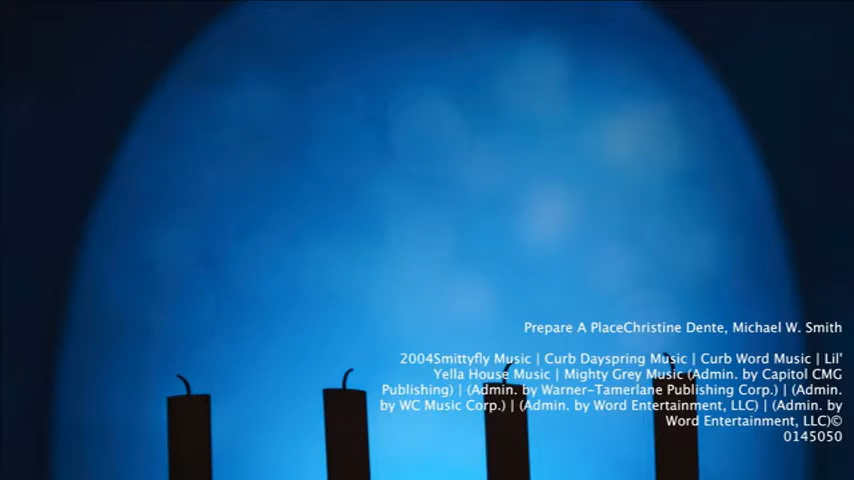 Prepare A PlaceChristine Dente, Michael W. Smith
2004Smittyfly Music | Curb Dayspring Music | Curb Word Music | Lil'
Yella House Music | Mighty Grey Music (Admin. by Capitol CMG
Publishing) | (Admin. by Warner-Tamerlane Publishing Corp.) | (Admin.
by WC Music Corp.) | (Admin. by Word Entertainment, LLC) | (Admin. by
Word Entertainment, LLC)©
0145050